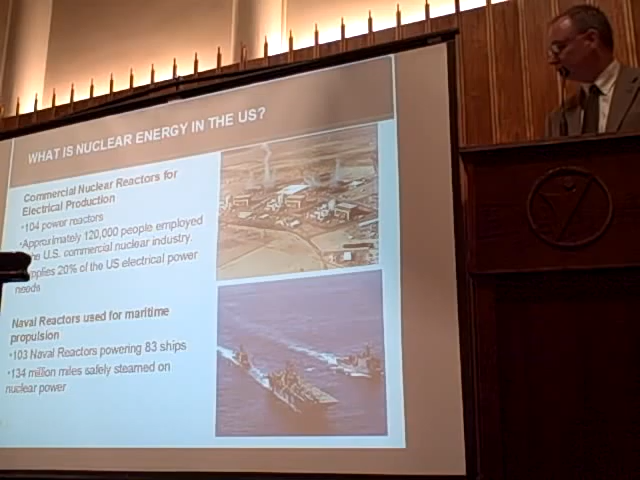 WHAT IS NUCLEAR ENERGY IN THE US?
Commercial Nuclear Reactors for
Electrical Production
•104 power reactors
•Approximately 120,000 people employed
U.S. commercial nuclear industry.
20% of the US electrical power
needs
Naval Reactors used for maritime
propulsion
•103 Naval Reactors powering 83 ships
•134 million miles safely steamed on
nuclear power